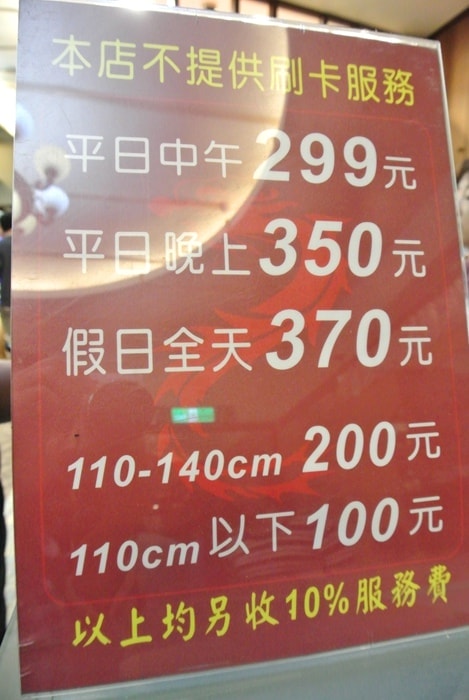 本店不提供刷卡服務
平日中午299元
平日晚上350元
假日全天370元
110-140cm 200元
110cm以下100元
以上均另收10%服務費